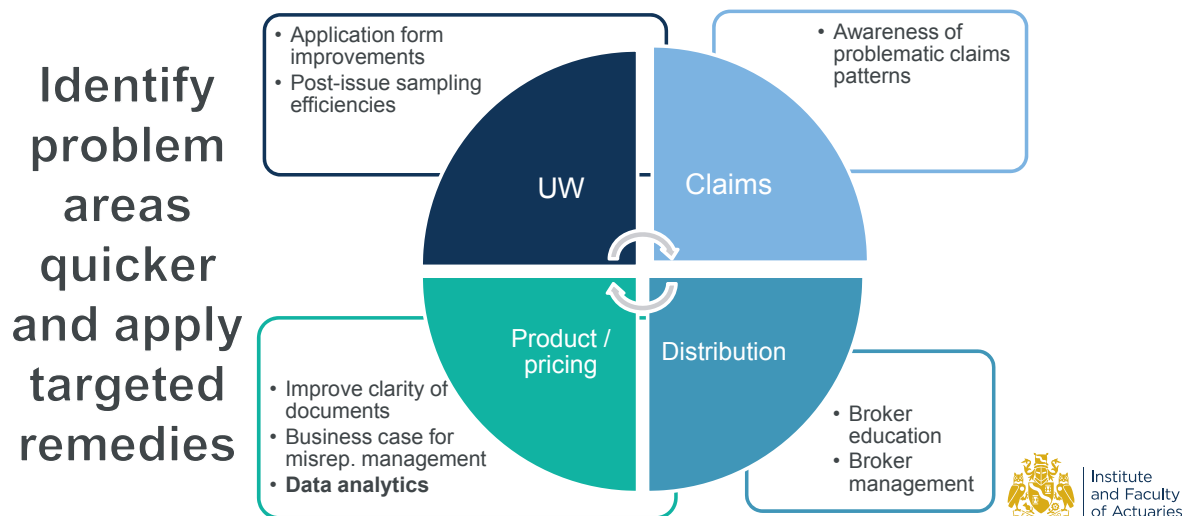 Identify
problem
areas
quicker
and apply
targeted
remedies
• Application form
improvements
• Post-issue sampling
efficiencies
• Awareness of
problematic claims
patterns
UW
Claims
Product /
pricing
Distribution
• Improve clarity of
documents
• Business case for
misrep. management
• Data analytics
• Broker
education
• Broker
management
Institute
and Faculty
of Actuaries